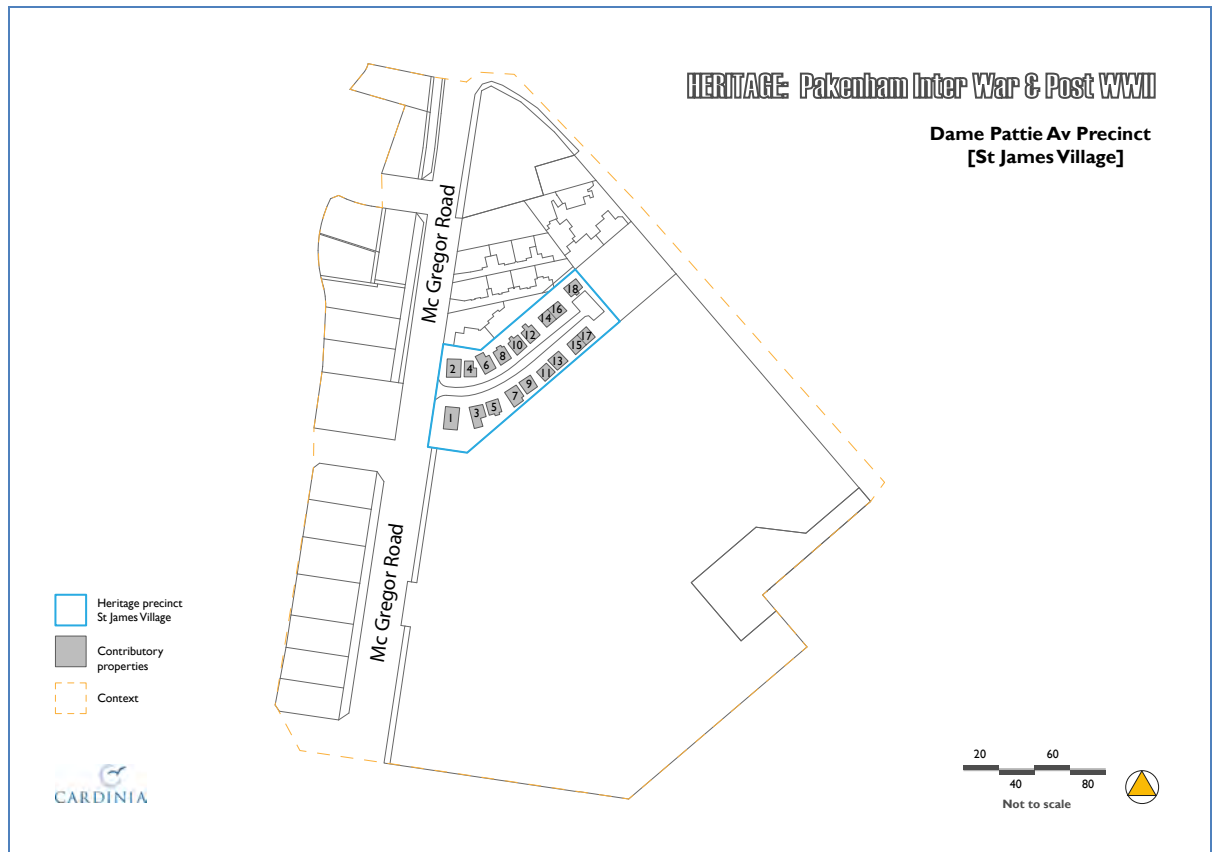 HERITAGE: Pakenham Inter War & Post WWII
Dame Pattie Av Precinct
[St James Village]
Mc Gregor Road
18
16
14
12
10
8
6
4
2
17
15
13
11
9
7
5
3
1
Mc Gregor Road
Heritage precinct
St James Village
Contributory
properties
Context
CARDINIA
20 60
40 80
Not to scale